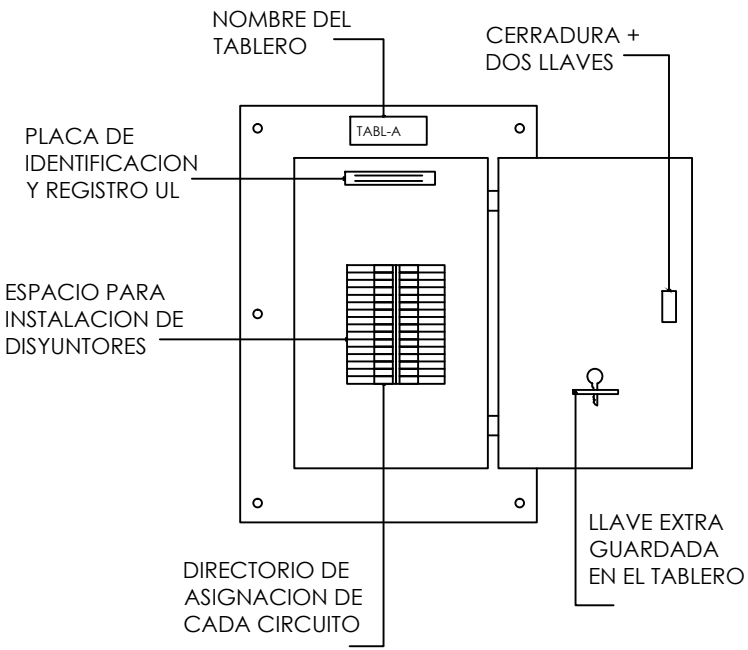 NOMBRE DEL
TABLERO
CERRADURA +
DOS LLAVES
TABL-A
PLACA DE
IDENTIFICACION
Y REGISTRO UL
ESPACIO PARA
INSTALACION DE
DISYUNTORES
LLAVE EXTRA
GUARDADA
EN EL TABLERO
DIRECTORIO DE
ASIGNACION DE
CADA CIRCUITO